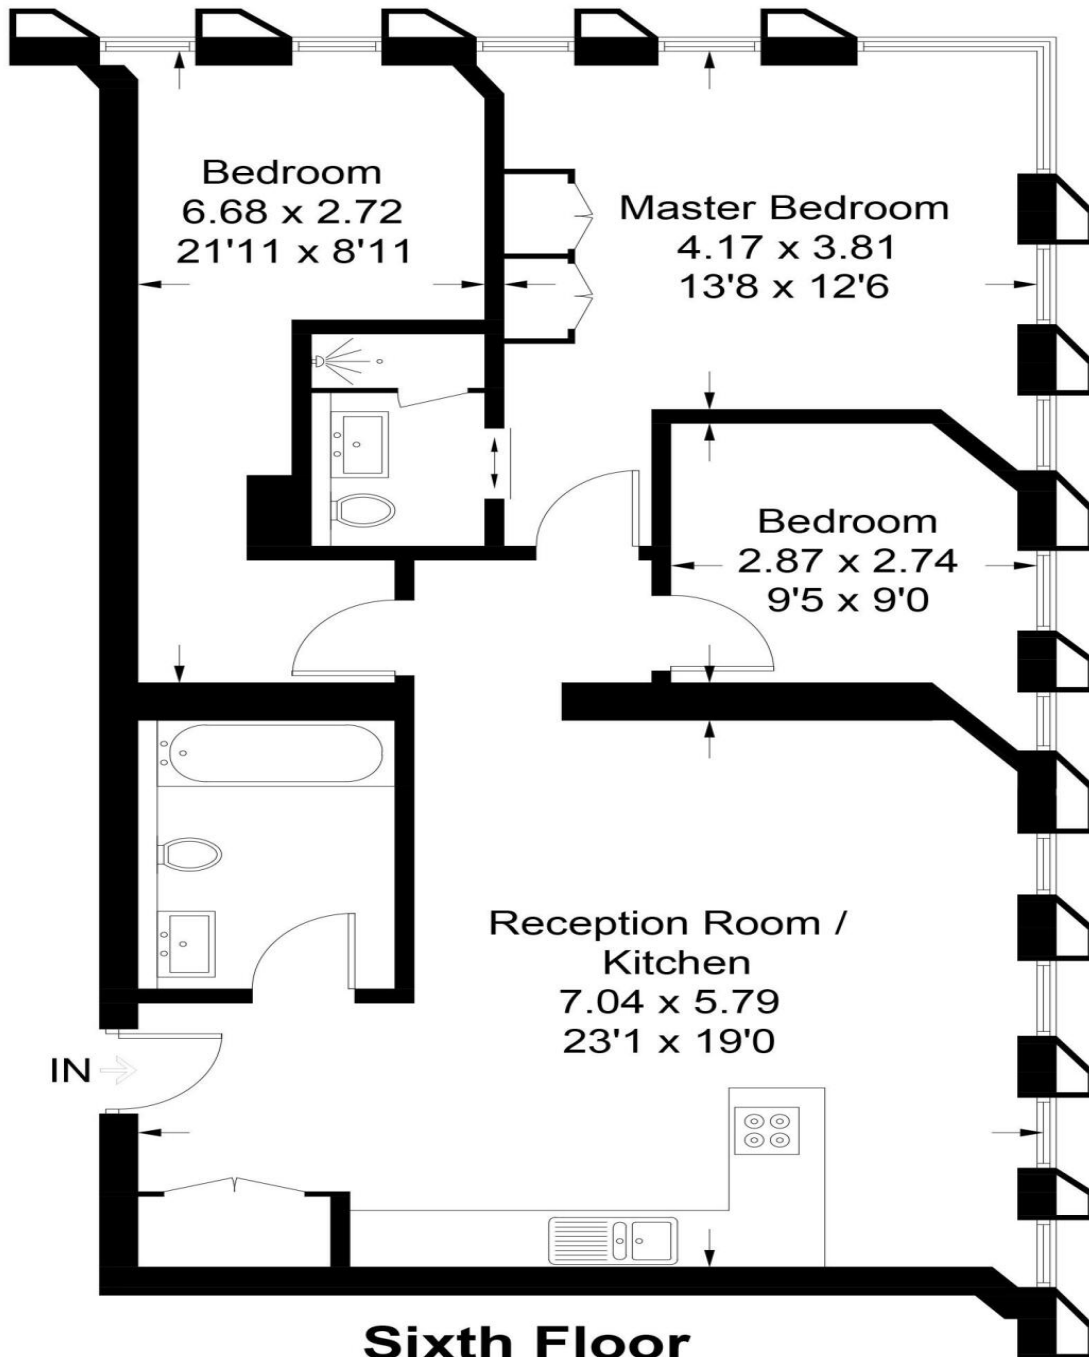 Bedroom
6.68 x 2.72
21'11 x 8'11
Master Bedroom
4.17 x 3.81
13'8 x 12'6
Bedroom
2.87 x 2.74
9'5 x 9'0
Reception Room /
Kitchen
7.04 x 5.79
23'1 x 19'0
IN
Sixth Floor